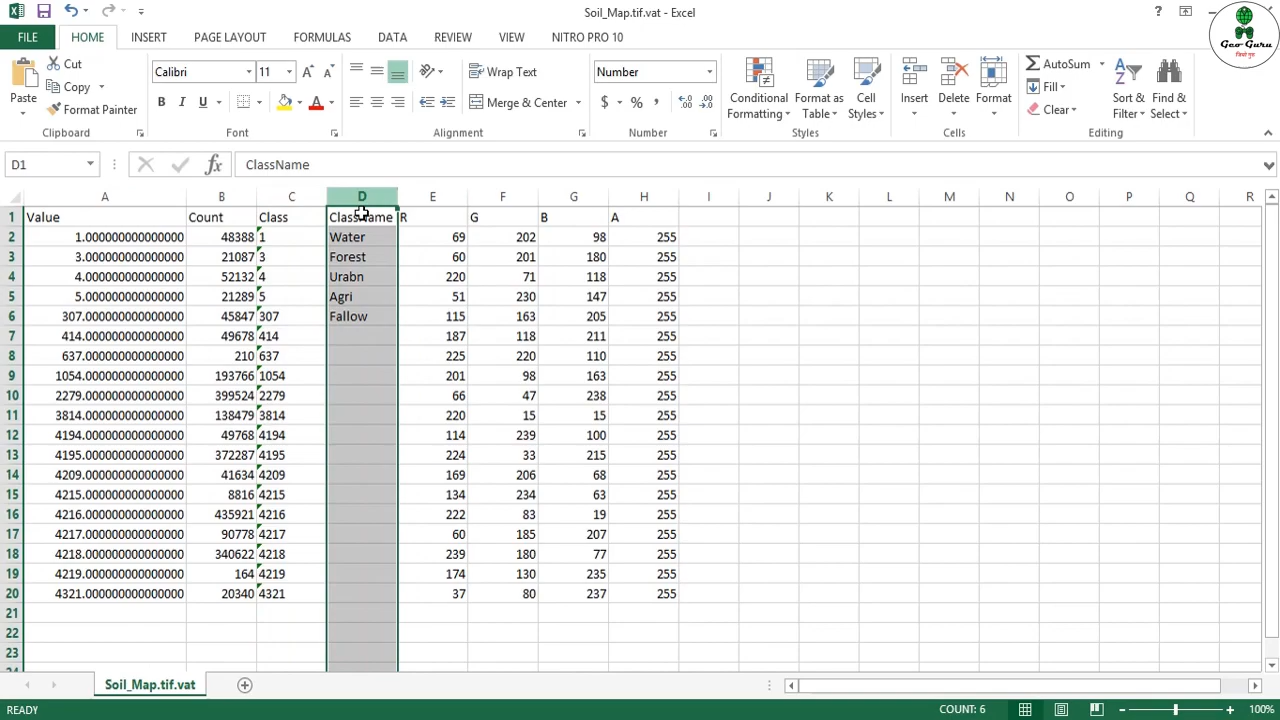 Soil_Map.tif.vat - Excel
FILE HOME INSERT PAGE LAYOUT FORMULAS DATA REVIEW VIEW NITRO PRO 10
Geo Guru
Paste
Cut
Copy
Format Painter
Clipboard
Calibri 11
B I U
Font
Wrap Text
Merge & Center
Alignment
Number
$ % ,
Number
Conditional Formatting
Format as Table
Cell Styles
Styles
Insert
Delete
Format
Cells
AutoSum
Fill
Clear
Sort & Filter
Find & Select
Editing
D1 fx ClassName
A B C D E F G H I J K L M N O P Q R
1 Value Count Class ClassName R G B A
2 1.000000000000000 48388 1 Water 69 202 98 255
3 3.000000000000000 21087 3 Forest 60 201 180 255
4 4.000000000000000 52132 4 Urabn 220 71 118 255
5 5.000000000000000 21289 5 Agri 51 230 147 255
6 307.000000000000000 45847 307 Fallow 115 163 205 255
7 414.000000000000000 49678 414 187 118 211 255
8 637.000000000000000 210 637 225 220 110 255
9 1054.000000000000000 193766 1054 201 98 163 255
10 2279.000000000000000 399524 2279 66 47 238 255
11 3814.000000000000000 138479 3814 220 15 15 255
12 4194.000000000000000 49768 4194 114 239 100 255
13 4195.000000000000000 372287 4195 224 33 215 255
14 4209.000000000000000 41634 4209 169 206 68 255
15 4215.000000000000000 8816 4215 134 234 63 255
16 4216.000000000000000 435921 4216 222 83 19 255
17 4217.000000000000000 90778 4217 60 185 207 255
18 4218.000000000000000 340622 4218 239 180 77 255
19 4219.000000000000000 164 4219 174 130 235 255
20 4321.000000000000000 20340 4321 37 80 237 255
21
22
23
Soil_Map.tif.vat
READY COUNT: 6 100%